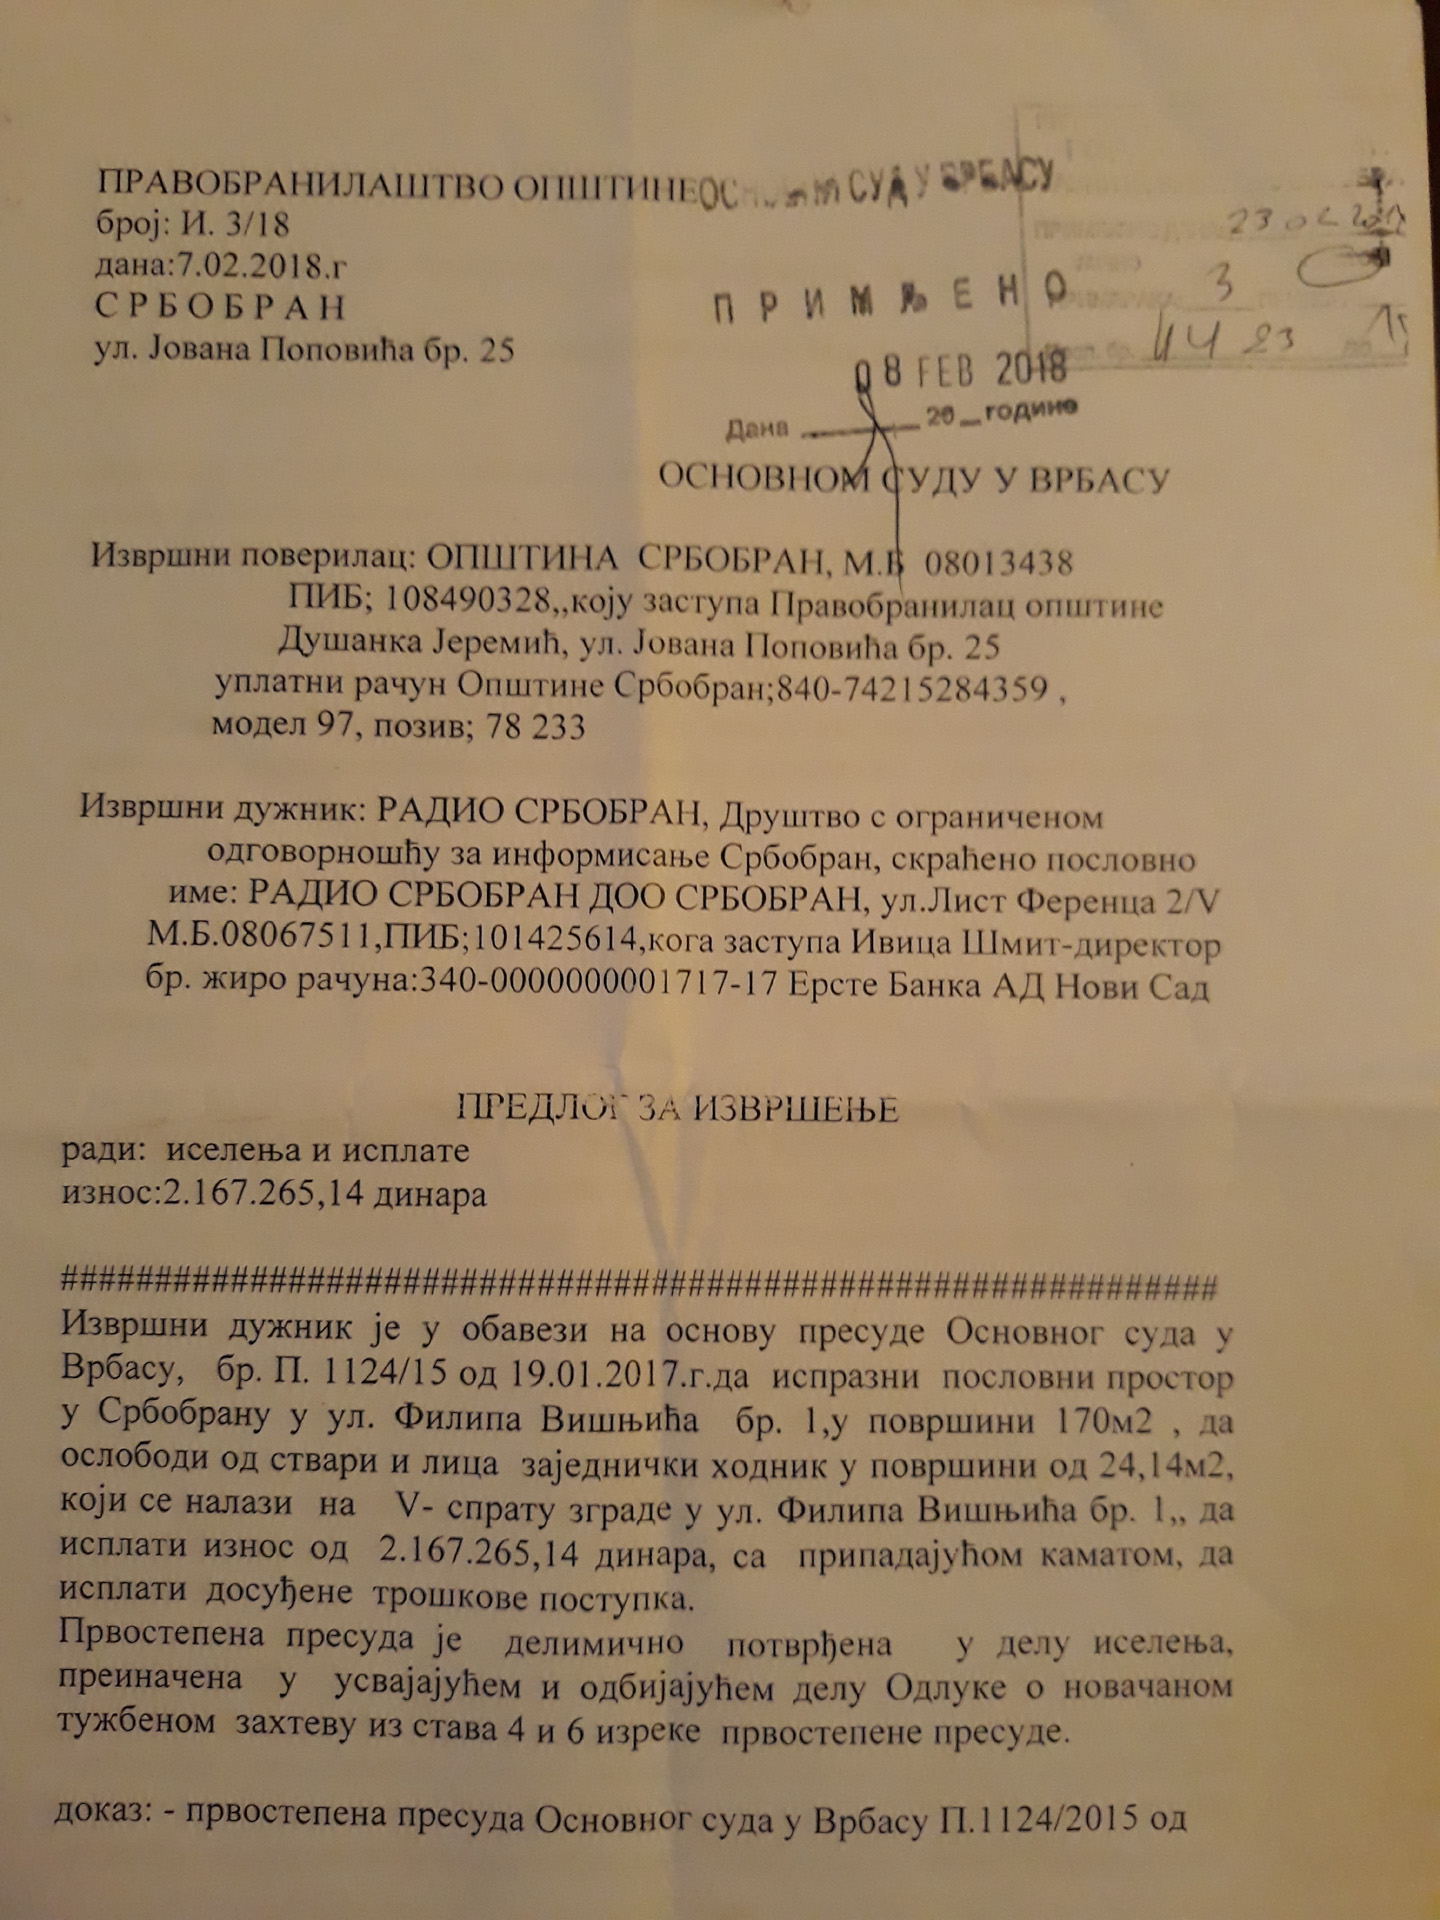 ПРАВОБРАНИЛАШТВО ОПШТИНЕ
СУД У ВРБАСУ
број: И. 3/18
дана:7.02.2018.г
3
С Р Б О Б Р А Н
П Р И М Љ Е Н О
ул. Јована Поповића бр. 25
08 FEB 2018
Дана 20 године
ОСНОВНОМ СУДУ У ВРБАСУ
Извршни поверилац: ОПШТИНА СРБОБРАН, М.Б 08013438
ПИБ; 108490328,,коју заступа Правобранилац општине
Душанка Јеремић, ул. Јована Поповића бр. 25
уплатни рачун Општине Србобран;840-74215284359 ,
модел 97, позив; 78 233
Извршни дужник: РАДИО СРБОБРАН, Друштво с ограниченом
одговорношћу за информисање Србобран, скраћено пословно
име: РАДИО СРБОБРАН ДОО СРБОБРАН, ул.Лист Ференца 2/V
М.Б.08067511,ПИБ;101425614,кога заступа Ивица Шмит-директор
бр. жиро рачуна:340-0000000001717-17 Ерсте Банка АД Нови Сад
ПРЕДЛОГ ЗА ИЗВРШЕЊЕ
ради: иселења и исплате
износ:2.167.265,14 динара
###############################################################
Извршни дужник је у обавези на основу пресуде Основног суда у
Врбасу, бр. П. 1124/15 од 19.01.2017.г.да испразни пословни простор
у Србобрану у ул. Филипа Вишњића бр. 1,у површини 170м2 , да
ослободи од ствари и лица заједнички ходник у површини од 24,14м2,
који се налази на V- спрату зграде у ул. Филипа Вишњића бр. 1,, да
исплати износ од 2.167.265,14 динара, са припадајућом каматом, да
исплати досуђене трошкове поступка.
Првостепена пресуда је делимично потврђена у делу иселења,
преиначена у усвајајућем и одбијајућем делу Одлуке о новачаном
тужбеном захтеву из става 4 и 6 изреке првостепене пресуде.
доказ: - првостепена пресуда Основног суда у Врбасу П.1124/2015 од